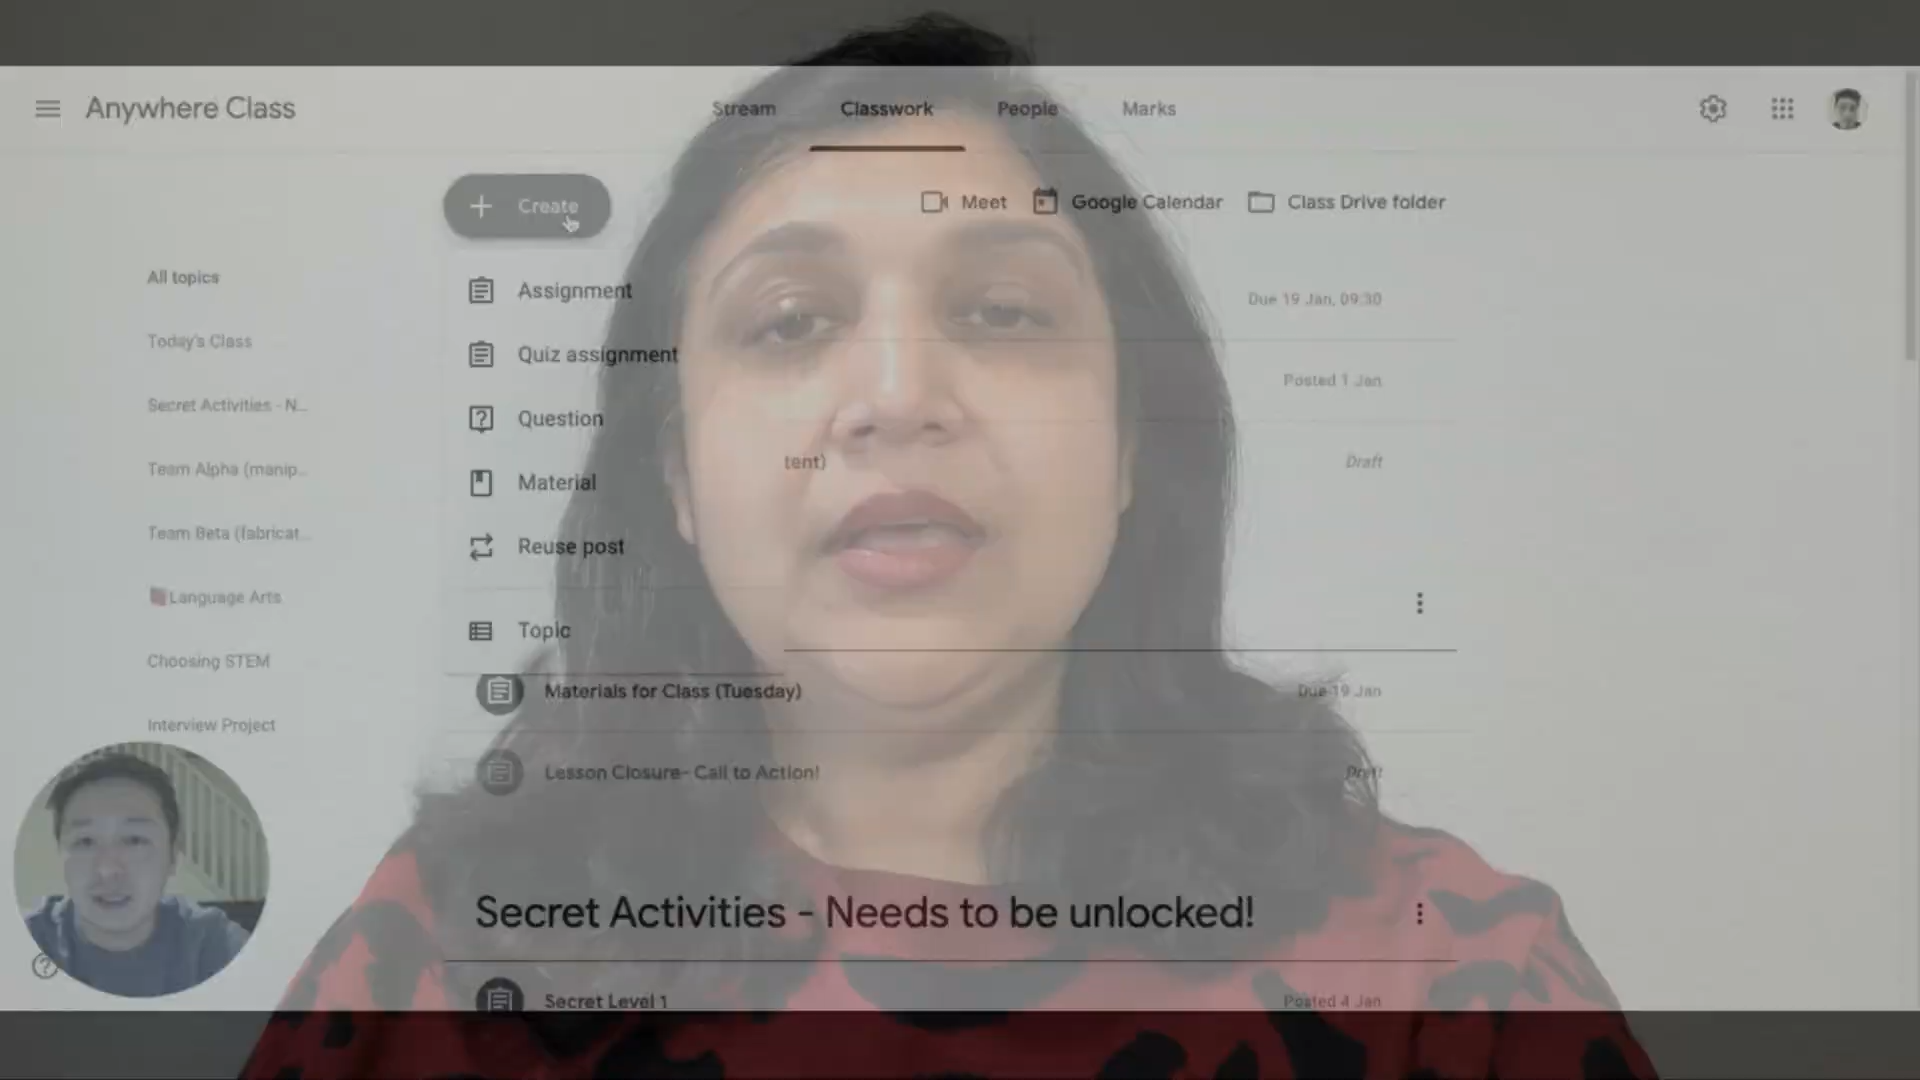 Anywhere Class
Stream
Classwork
People
Marks
Create
Meet
Google Calendar
Class Drive folder
All topics
Today's Class
Secret Activities - N...
Team Alpha (manip...
Team Beta (fabricat...
Language Arts
Choosing STEM
Interview Project
Assignment
Quiz assignment
Question
Material
Reuse post
Topic
Due 19 Jan, 09:30
Posted 1 Jan
tent)
Draft
Materials for Class (Tuesday)
Due 19 Jan
Lesson Closure- Call to Action!
Draft
Secret Activities - Needs to be unlocked!
Secret Level 1
Posted 4 Jan